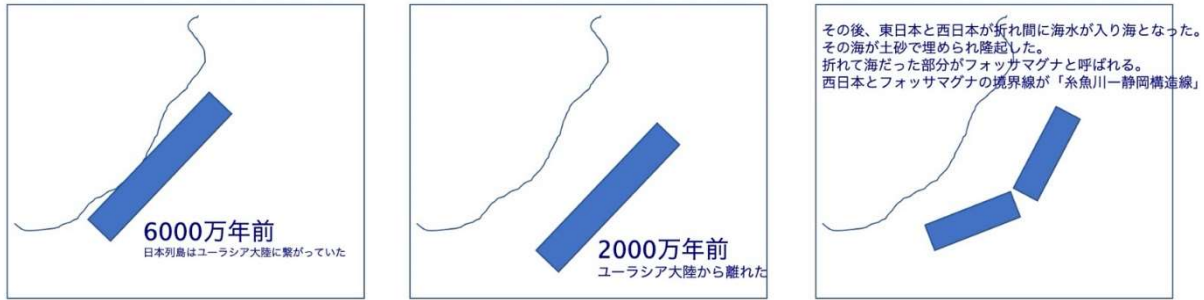 6000万年前
日本列島はユーラシア大陸に繋がっていた
2000万年前
ユーラシア大陸から離れた
その後、東日本と西日本が折れ間に海水が入り海となった。
その海が土砂で埋められ隆起した。
折れて海だった部分がフォッサマグナと呼ばれる。
西日本とフォッサマグナの境界線が「糸魚川ー静岡構造線」